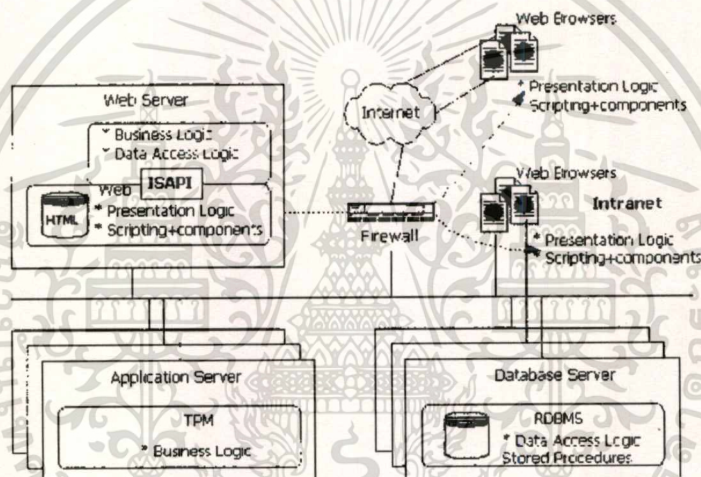 Web Browsers
Internet
* Presentation Logic
Scripting+components
Web Server
* Business Logic
* Data Access Logic
ISAPI
Web
HTML
* Presentation Logic
* Scripting+components
Firewall
Web Browsers
Intranet
* Presentation Logic
Scripting+components
Application Server
TPM
* Business Logic
Database Server
RDBMS
* Data Access Logic
Stored Procedures